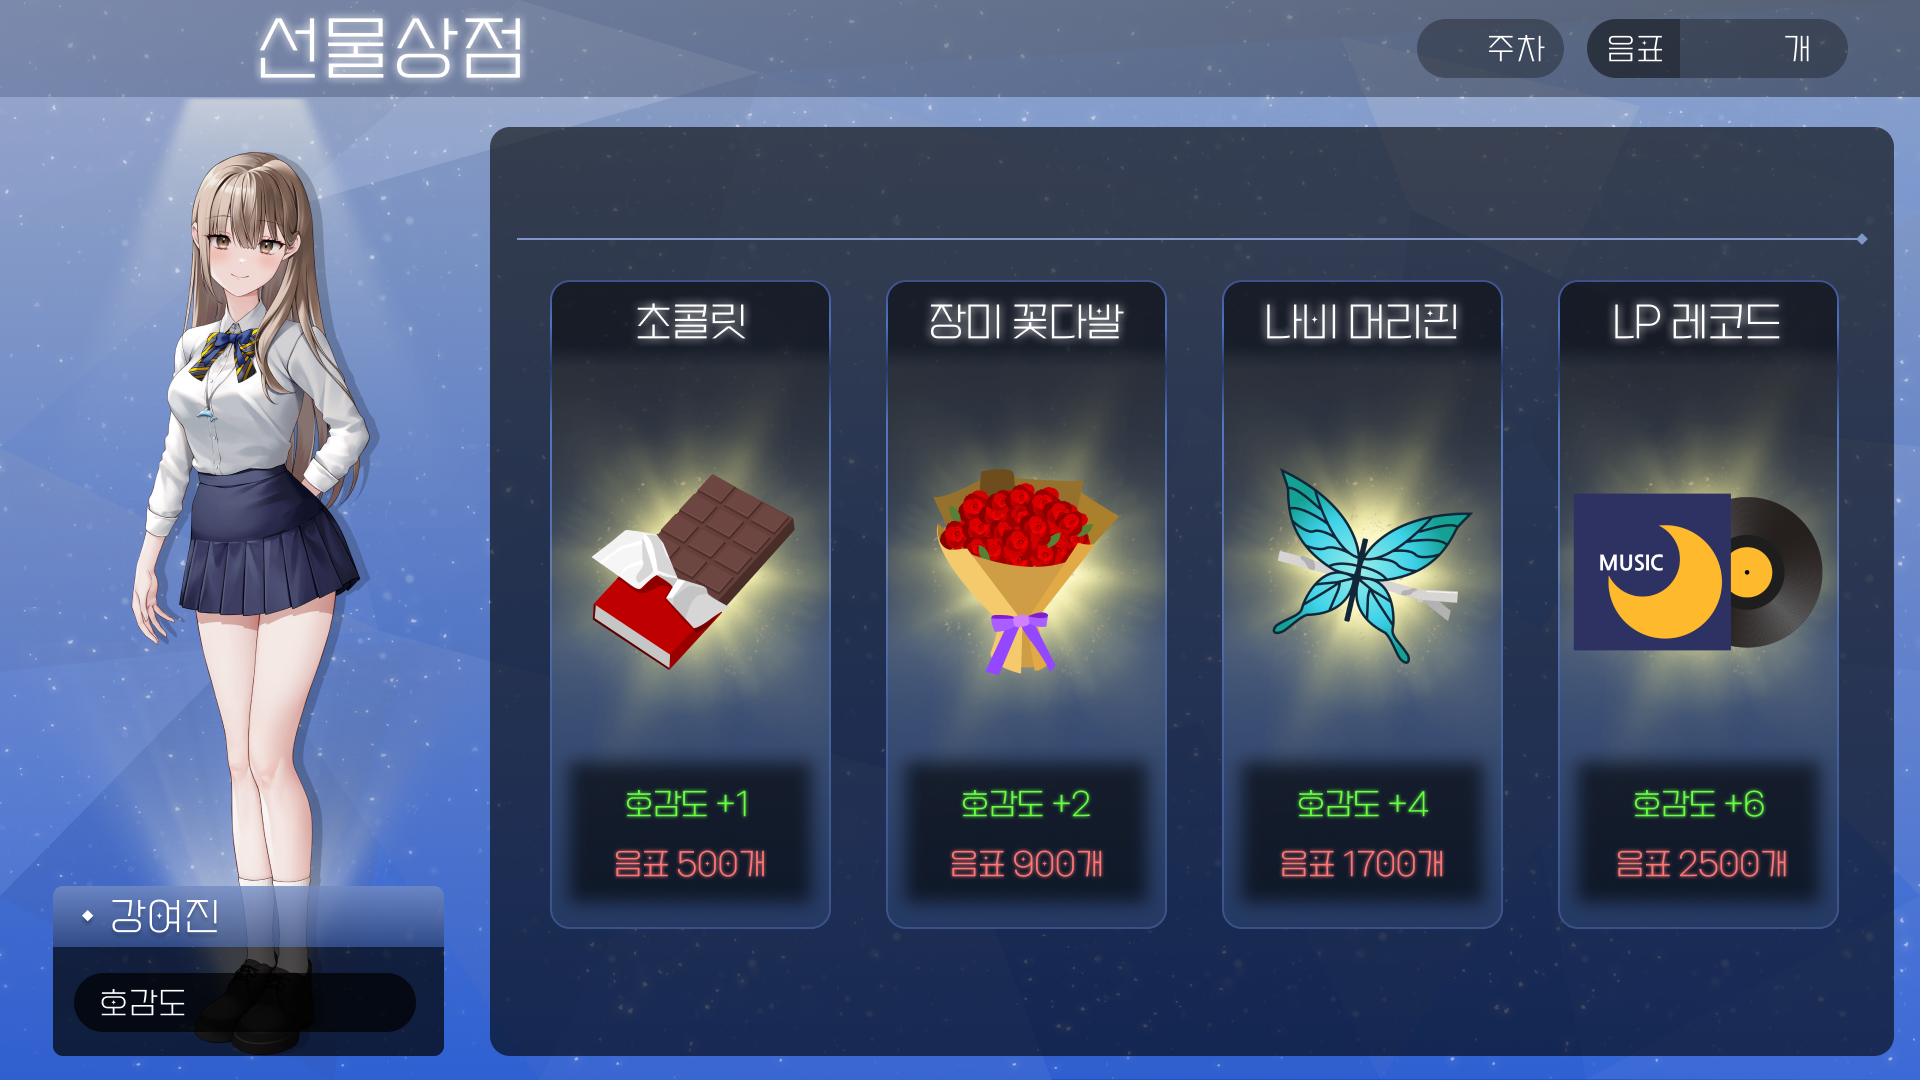 선물상점
주차
음표 개
초콜릿
장미 꽃다발
나비 머리핀
LP 레코드
MUSIC
호감도 +1
음표 500개
호감도 +2
음표 900개
호감도 +4
음표 1700개
호감도 +6
음표 2500개
강여진
호감도